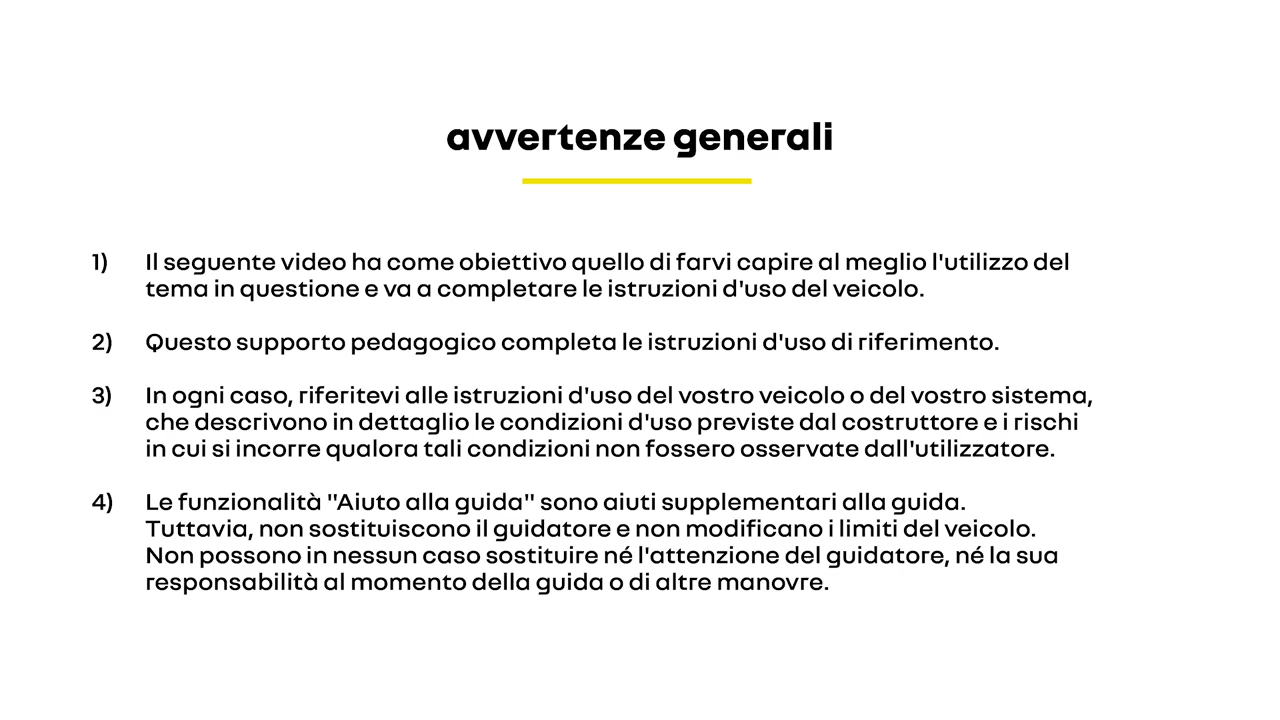 avvertenze generali
1) Il seguente video ha come obiettivo quello di farvi capire al meglio l'utilizzo del
tema in questione e va a completare le istruzioni d'uso del veicolo.
2) Questo supporto pedagogico completa le istruzioni d'uso di riferimento.
3) In ogni caso, riferitevi alle istruzioni d'uso del vostro veicolo o del vostro sistema,
che descrivono in dettaglio le condizioni d'uso previste dal costruttore e i rischi
in cui si incorre qualora tali condizioni non fossero osservate dall'utilizzatore.
4) Le funzionalità "Aiuto alla guida" sono aiuti supplementari alla guida.
Tuttavia, non sostituiscono il guidatore e non modificano i limiti del veicolo.
Non possono in nessun caso sostituire né l'attenzione del guidatore, né la sua
responsabilità al momento della guida o di altre manovre.